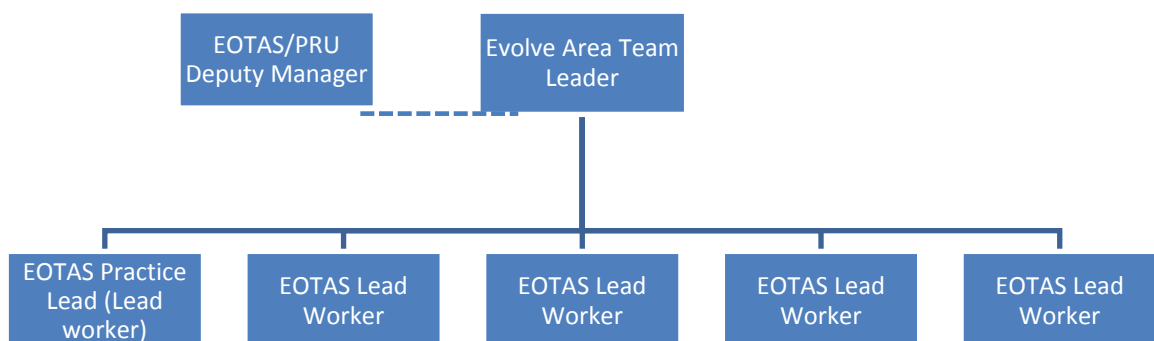 EOTAS/PRU
Deputy Manager
Evolve Area Team
Leader
EOTAS Practice
Lead (Lead
worker)
EOTAS Lead
Worker
EOTAS Lead
Worker
EOTAS Lead
Worker
EOTAS Lead
Worker